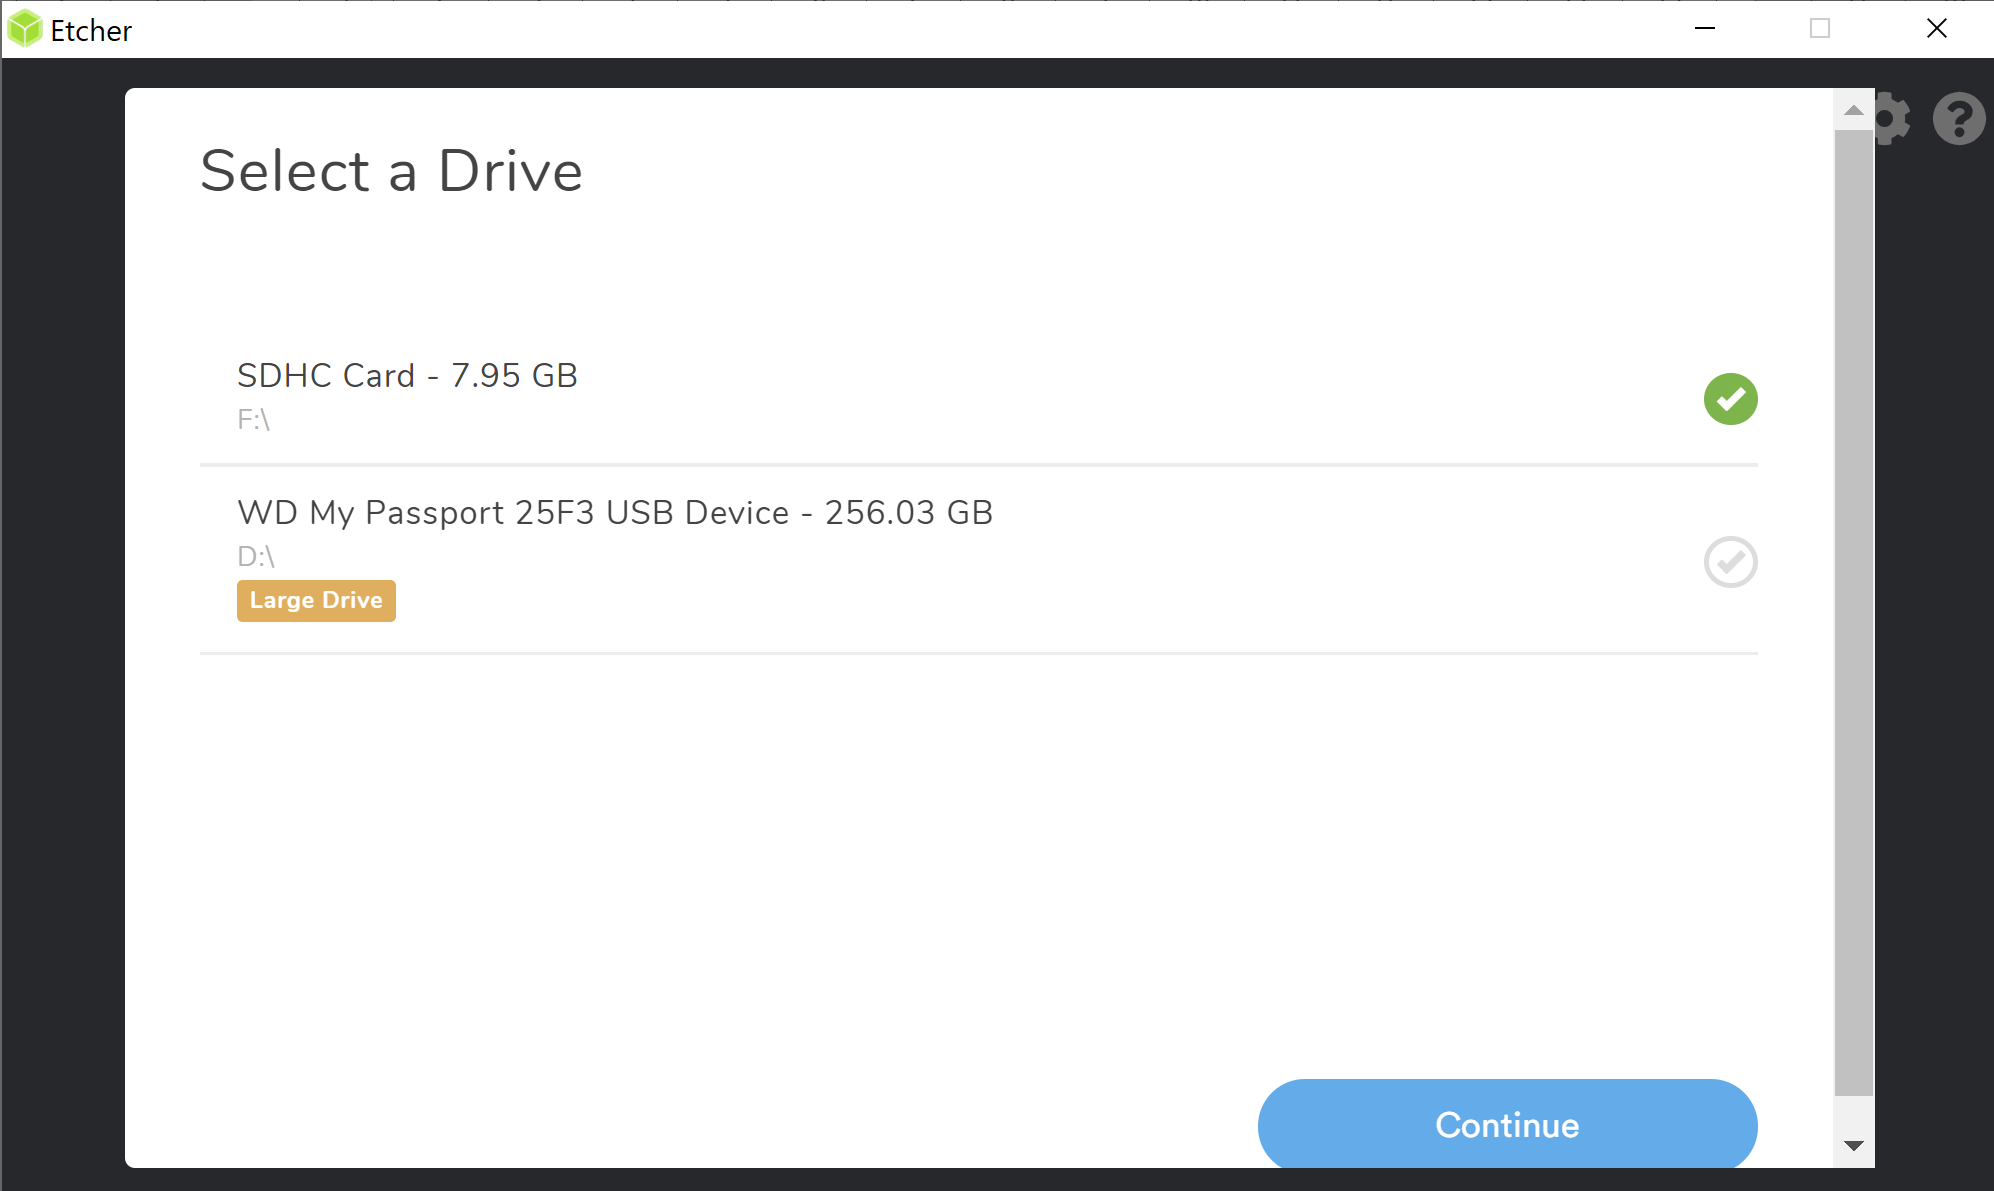 Etcher
Select a Drive
SDHC Card - 7.95 GB
F:\
WD My Passport 25F3 USB Device - 256.03 GB
D:\
Large Drive
Continue